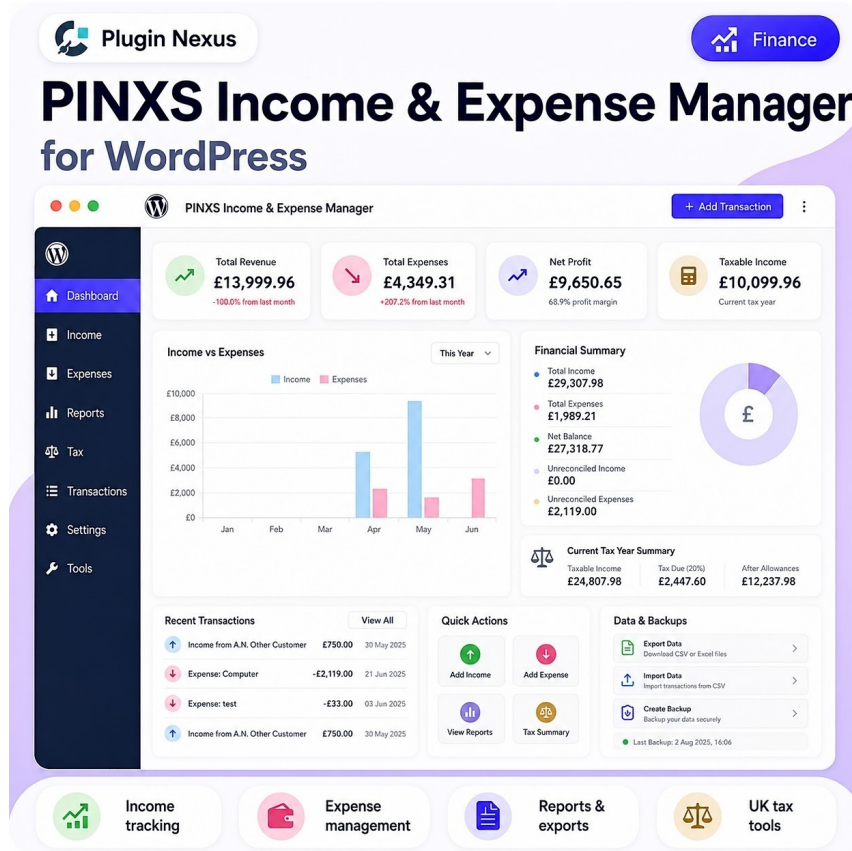 Plugin Nexus
Finance
PINXS Income & Expense Manager
for WordPress
PINXS Income & Expense Manager
+ Add Transaction
Dashboard
Income
Expenses
Reports
Tax
Transactions
Settings
Tools
Total Revenue
£13,999.96
-100.0% from last month
Total Expenses
£4,349.31
+207.2% from last month
Net Profit
£9,650.65
68.9% profit margin
Taxable Income
£10,099.96
Current tax year
Income vs Expenses
This Year
Income
Expenses
£10,000
£8,000
£6,000
£4,000
£2,000
£0
Jan Feb Mar Apr May Jun
Financial Summary
Total Income
£29,307.98
Total Expenses
£1,989.21
Net Balance
£27,318.77
Unreconciled Income
£0.00
Unreconciled Expenses
£2,119.00
£
Current Tax Year Summary
Taxable Income
£24,807.98
Tax Due (20%)
£2,447.60
After Allowances
£12,237.98
Recent Transactions
View All
Income from A.N. Other Customer £750.00 30 May 2025
Expense: Computer -£2,119.00 21 Jun 2025
Expense: test -£33.00 03 Jun 2025
Income from A.N. Other Customer £750.00 30 May 2025
Quick Actions
Add Income
Add Expense
View Reports
Tax Summary
Data & Backups
Export Data
Download CSV or Excel files
Import Data
Import transactions from CSV
Create Backup
Backup your data securely
Last Backup: 2 Aug 2025, 16:06
Income
tracking
Expense
management
Reports &
exports
UK tax
tools